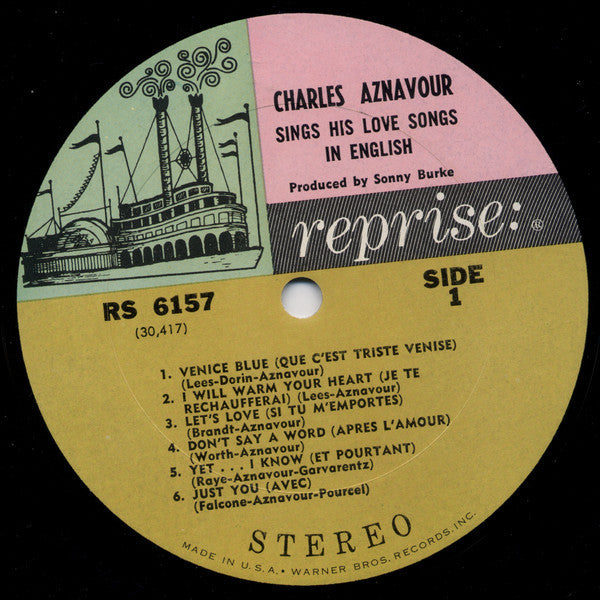 CHARLES AZNAVOUR
SINGS HIS LOVE SONGS
IN ENGLISH
Produced by Sonny Burke
reprise: ®
RS 6157
(30,417)
SIDE
1
1. VENICE BLUE (QUE C'EST TRISTE VENISE)
(Lees-Dorin-Aznavour)
2. I WILL WARM YOUR HEART (JE TE
RECHAUFFERAI) (Lees-Aznavour)
3. LET'S LOVE (SI TU M'EMPORTES)
(Brandt-Aznavour)
4. DON'T SAY A WORD (APRES L'AMOUR)
(Worth-Aznavour)
5. YET . . . I KNOW (ET POURTANT)
(Raye-Aznavour-Garvarentz)
6. JUST YOU (AVEC)
(Falcone-Aznavour-Pourcel)
STEREO
MADE IN U.S.A. • WARNER BROS. RECORDS, INC.